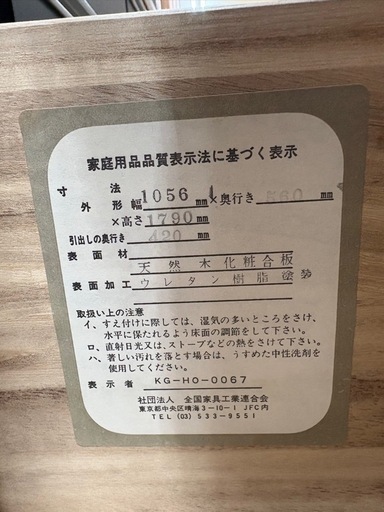 家庭用品品質表示法に基づく表示
寸法
外形 幅 1056 mm × 奥行き 560 mm
× 高さ 1790 mm
引出しの奥行き 420 mm
表面材 天然木化粧合板
表面加工 ウレタン樹脂塗装
取扱い上の注意
イ、すえ付けに際しては、湿気の多いところをさけ、
水平に保たれるよう床面の調節をして下さい。
ロ、直射日光又は、ストーブなどの熱をさけて下さい。
ハ、著しい汚れを落とす場合は、うすめた中性洗剤を
使用してください。
表示者 KG-HO-0067
社団法人 全国家具工業連合会
東京都中央区晴海3-10-1 JFC内
TEL (03) 533-9551